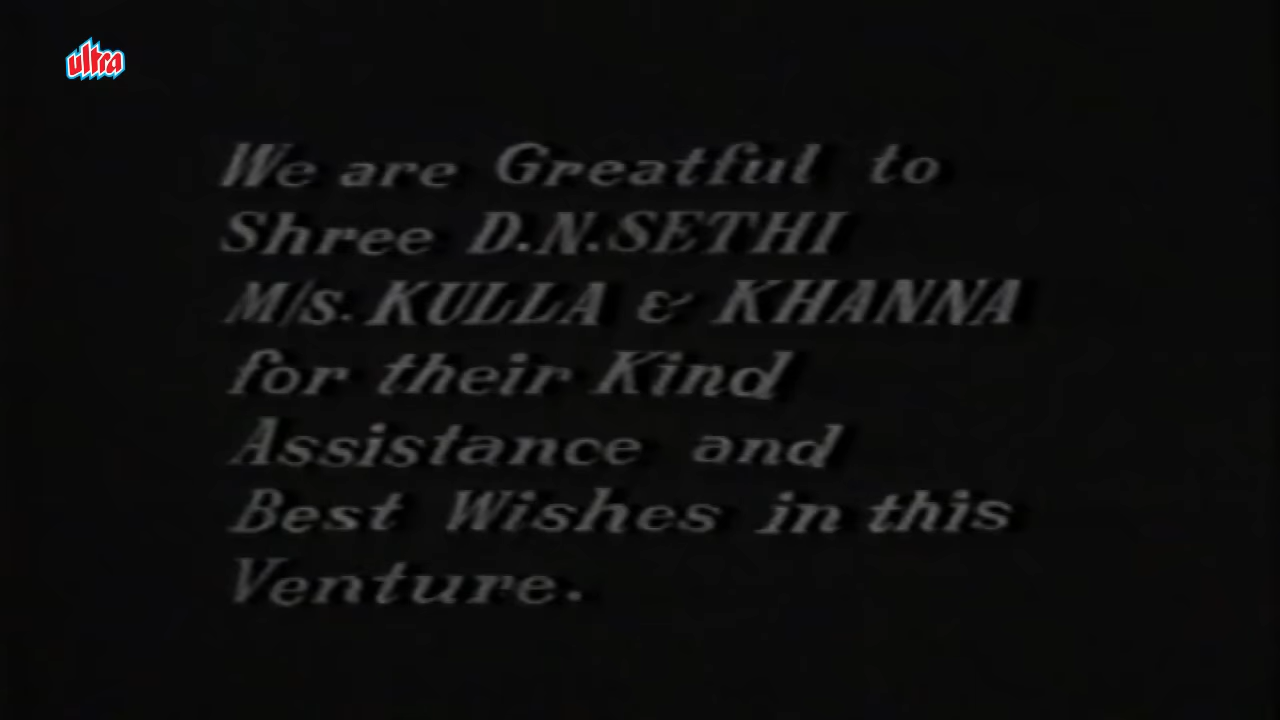 ultra
We are Greatful to
Shree D.N.SETHI
M/s. KULLA & KHANNA
for their Kind
Assistance and
Best Wishes in this
Venture.